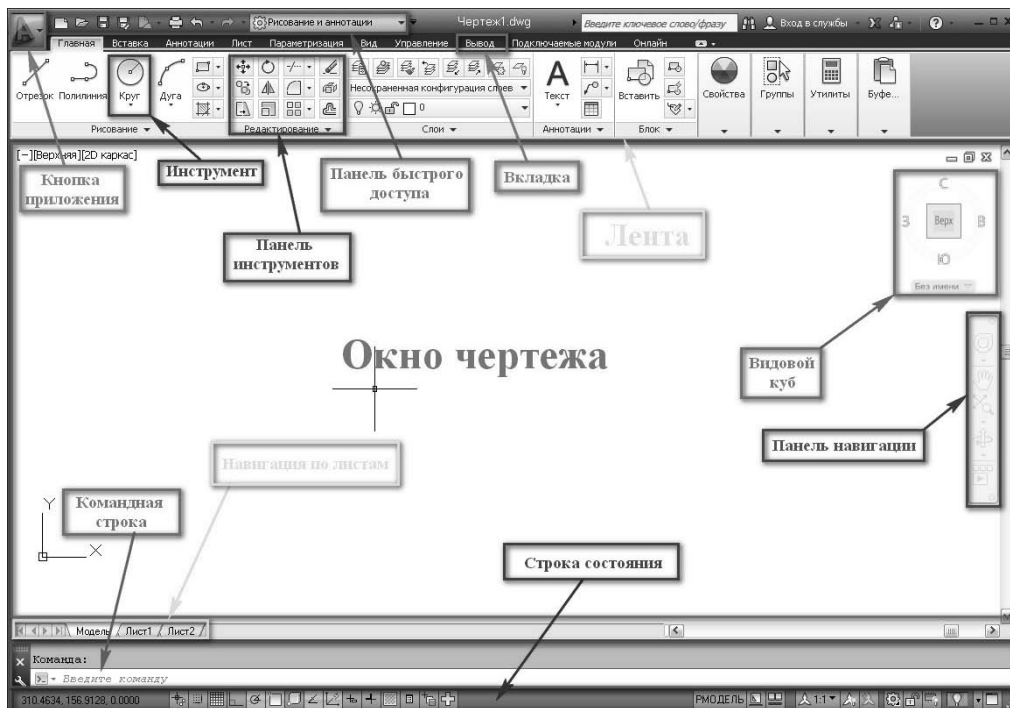 Рисование и аннотации
Чертеж1.dwg
Введите ключевое слово/фразу
Вход в службы
Главная Вставка Аннотации Лист Параметризация Вид Управление Вывод Подключаемые модули Онлайн
Несохраненная конфигурация слоев
0
Отрезок Полилиния Круг Дуга
Текст
Вставить
Свойства Группы Утилиты Буфе...
Рисование Редактирование Слои Аннотации Блок
[-][Верхняя][2D каркас]
Кнопка
приложения
Инструмент
Панель быстрого
доступа
Вкладка
Панель
инструментов
Лента
С
З Верх В
Ю
Без имени
Окно чертежа
Видовой
куб
Панель навигации
Навигация по листам
Командная
строка
Y
X
Строка состояния
Модель Лист1 Лист2
Команда:
Введите команду
310.4634, 156.9128, 0.0000
РМОДЕЛЬ
1:1